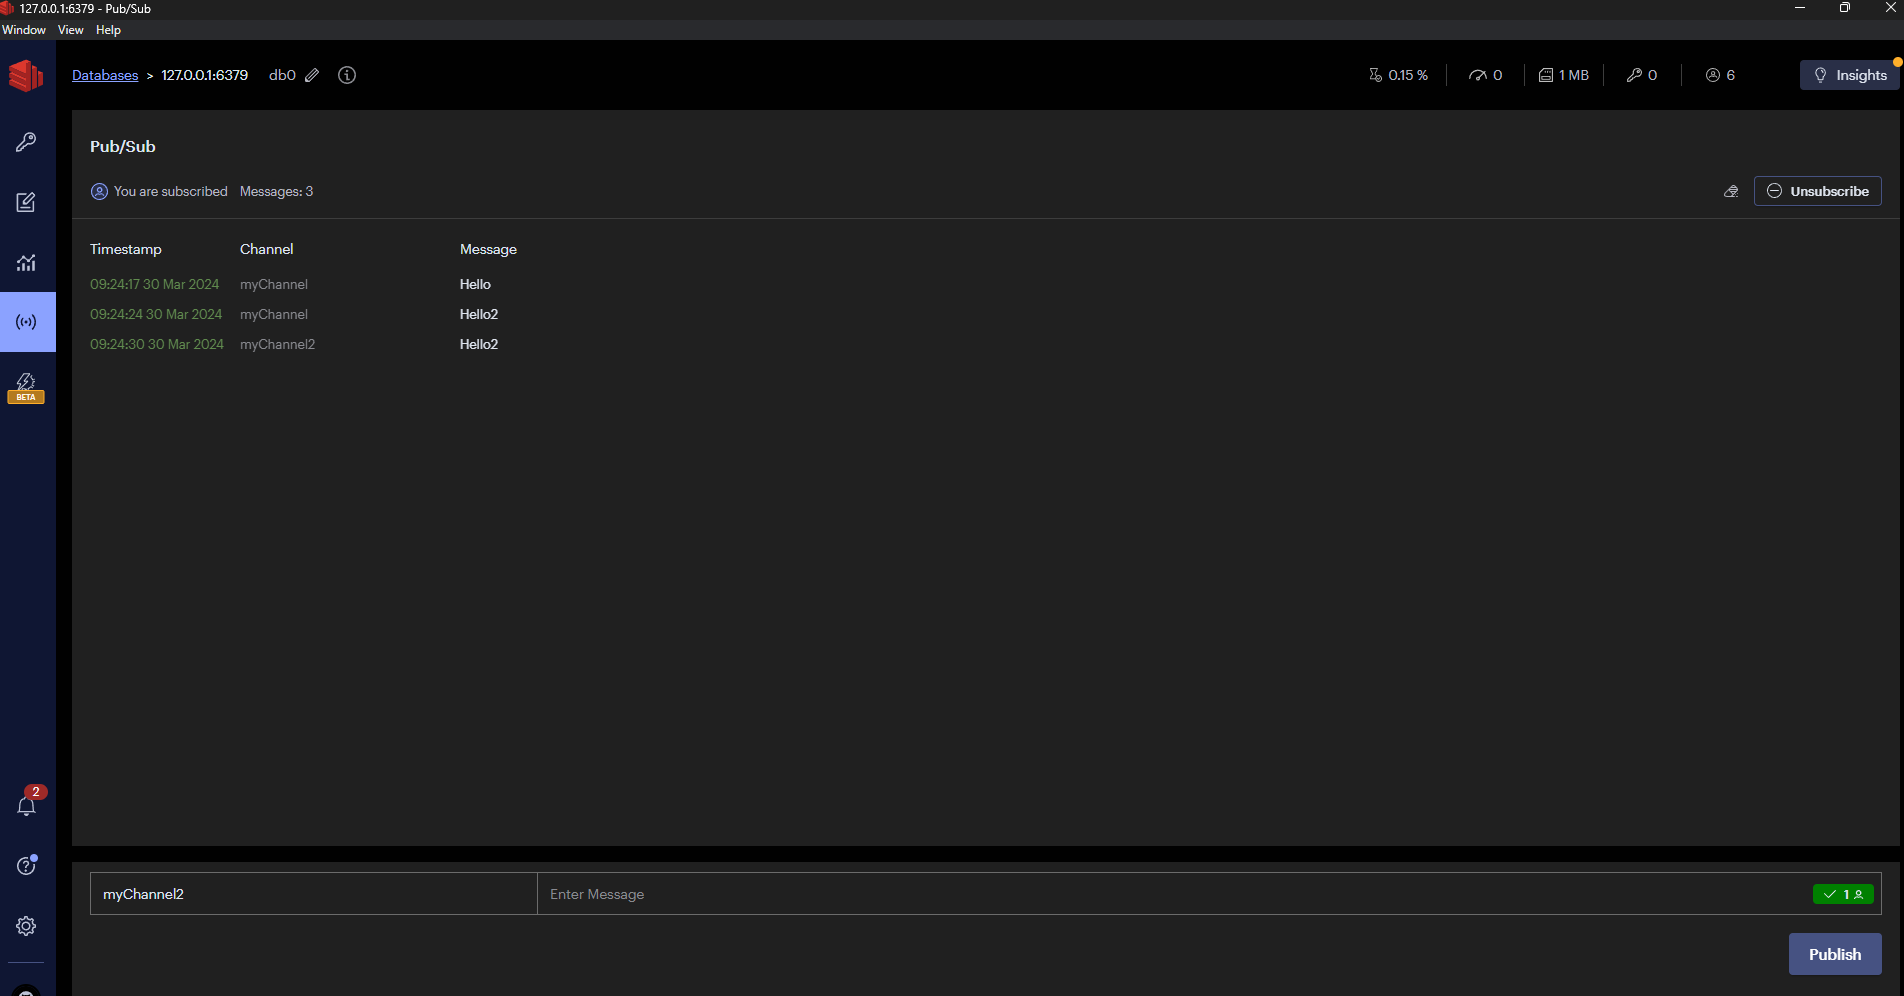 127.0.0.1:6379 - Pub/Sub
Window View Help
Databases > 127.0.0.1:6379 db0 0.15 % 0 1 MB 0 6 Insights
Pub/Sub
You are subscribed Messages: 3 Unsubscribe
Timestamp Channel Message
09:24:17 30 Mar 2024 myChannel Hello
09:24:24 30 Mar 2024 myChannel Hello2
09:24:30 30 Mar 2024 myChannel2 Hello2
BETA
2
myChannel2 Enter Message 1
Publish